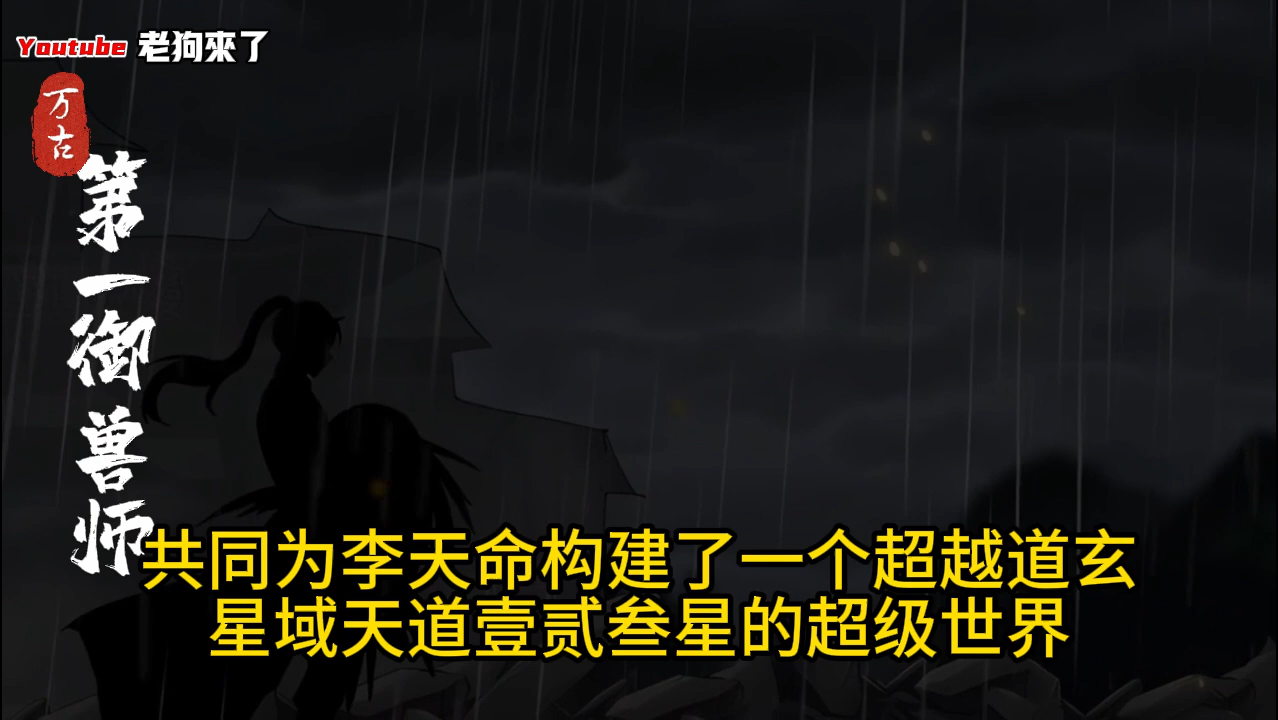 Youtube 老狗來了
万古
第一御兽师
共同为李天命构建了一个超越道玄
星域天道壹贰叁星的超级世界